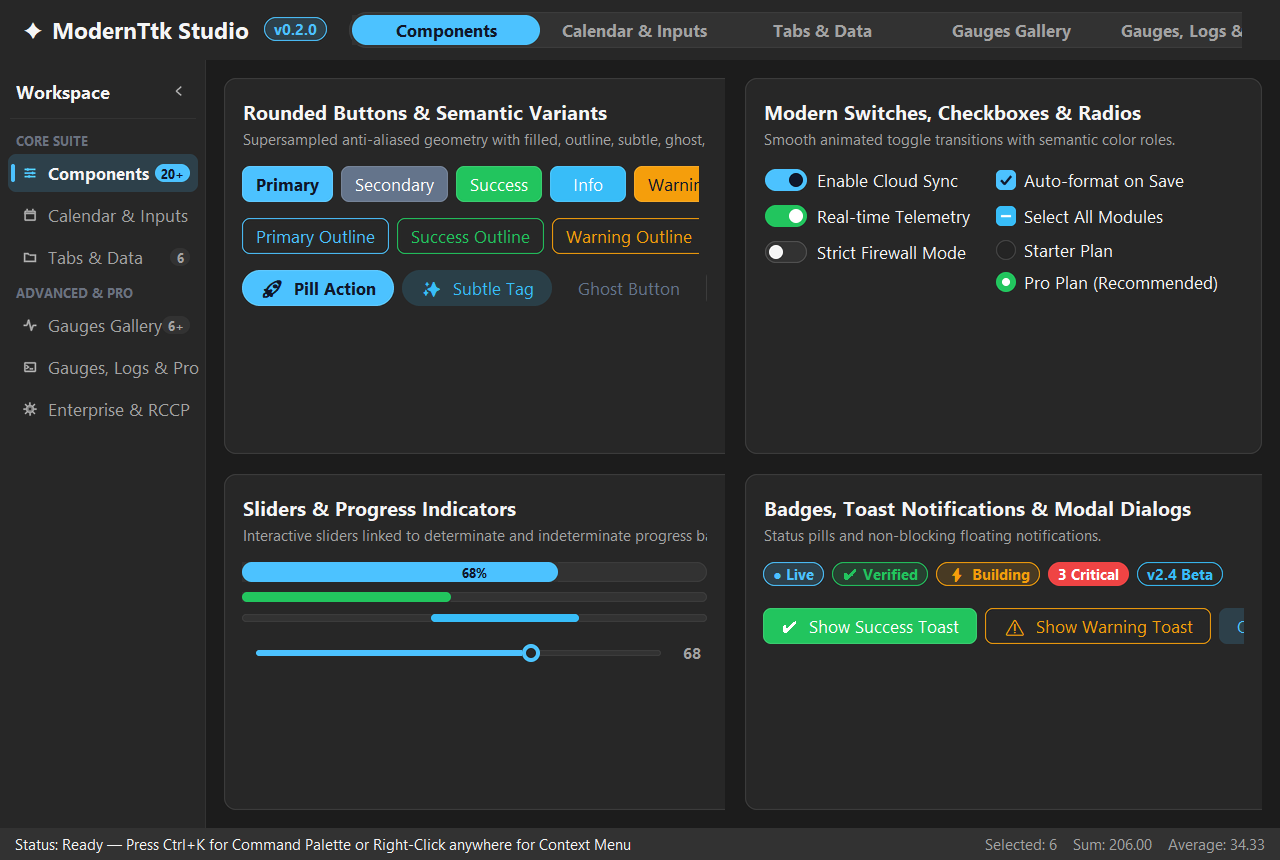 ✦ ModernTtk Studio v0.2.0 Components Calendar & Inputs Tabs & Data Gauges Gallery Gauges, Logs &
Workspace
CORE SUITE
Components 20+
Calendar & Inputs
Tabs & Data 6
ADVANCED & PRO
Gauges Gallery 6+
Gauges, Logs & Pro
Enterprise & RCCP
Rounded Buttons & Semantic Variants
Supersampled anti-aliased geometry with filled, outline, subtle, ghost,
Primary Secondary Success Info Warnin
Primary Outline Success Outline Warning Outline
Pill Action Subtle Tag Ghost Button
Modern Switches, Checkboxes & Radios
Smooth animated toggle transitions with semantic color roles.
Enable Cloud Sync Auto-format on Save
Real-time Telemetry Select All Modules
Strict Firewall Mode Starter Plan
Pro Plan (Recommended)
Sliders & Progress Indicators
Interactive sliders linked to determinate and indeterminate progress ba
68%
68
Badges, Toast Notifications & Modal Dialogs
Status pills and non-blocking floating notifications.
● Live ✔ Verified Building 3 Critical v2.4 Beta
✔ Show Success Toast ⚠ Show Warning Toast
Status: Ready — Press Ctrl+K for Command Palette or Right-Click anywhere for Context Menu Selected: 6 Sum: 206.00 Average: 34.33